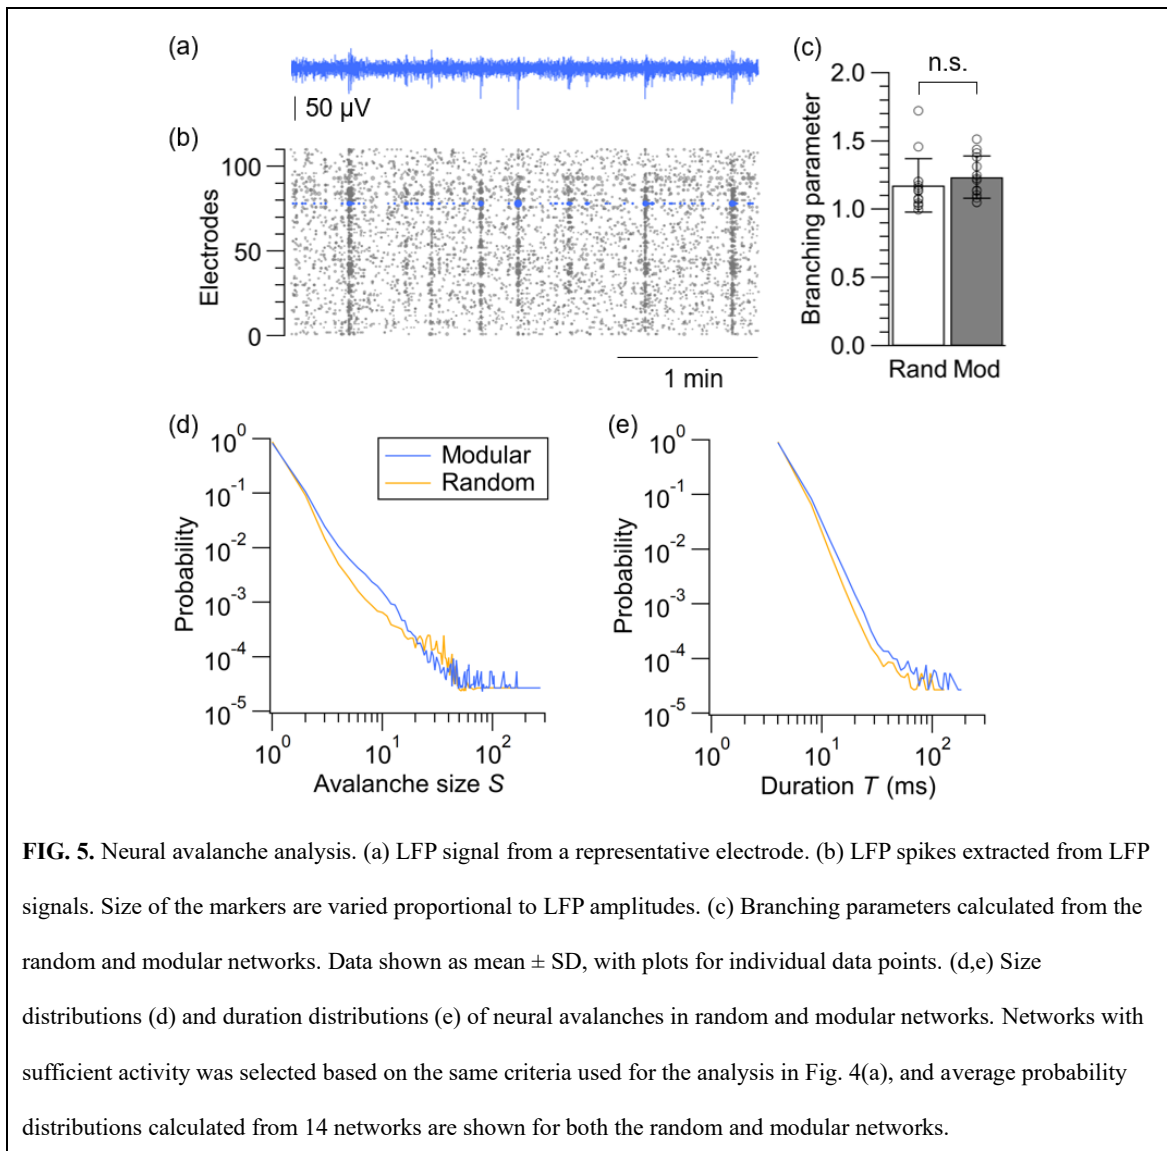 (a)
50 µV
(b)
Electrodes
100
50
0
1 min
(c)
Branching parameter
2.0
1.5
1.0
0.5
0.0
n.s.
Rand Mod
(d)
Probability
10^0
10^-1
10^-2
10^-3
10^-4
10^-5
10^0 10^1 10^2
Avalanche size S
Modular
Random
(e)
Probability
10^0
10^-1
10^-2
10^-3
10^-4
10^-5
10^0 10^1 10^2
Duration T (ms)
FIG. 5. Neural avalanche analysis. (a) LFP signal from a representative electrode. (b) LFP spikes extracted from LFP
signals. Size of the markers are varied proportional to LFP amplitudes. (c) Branching parameters calculated from the
random and modular networks. Data shown as mean ± SD, with plots for individual data points. (d,e) Size
distributions (d) and duration distributions (e) of neural avalanches in random and modular networks. Networks with
sufficient activity was selected based on the same criteria used for the analysis in Fig. 4(a), and average probability
distributions calculated from 14 networks are shown for both the random and modular networks.